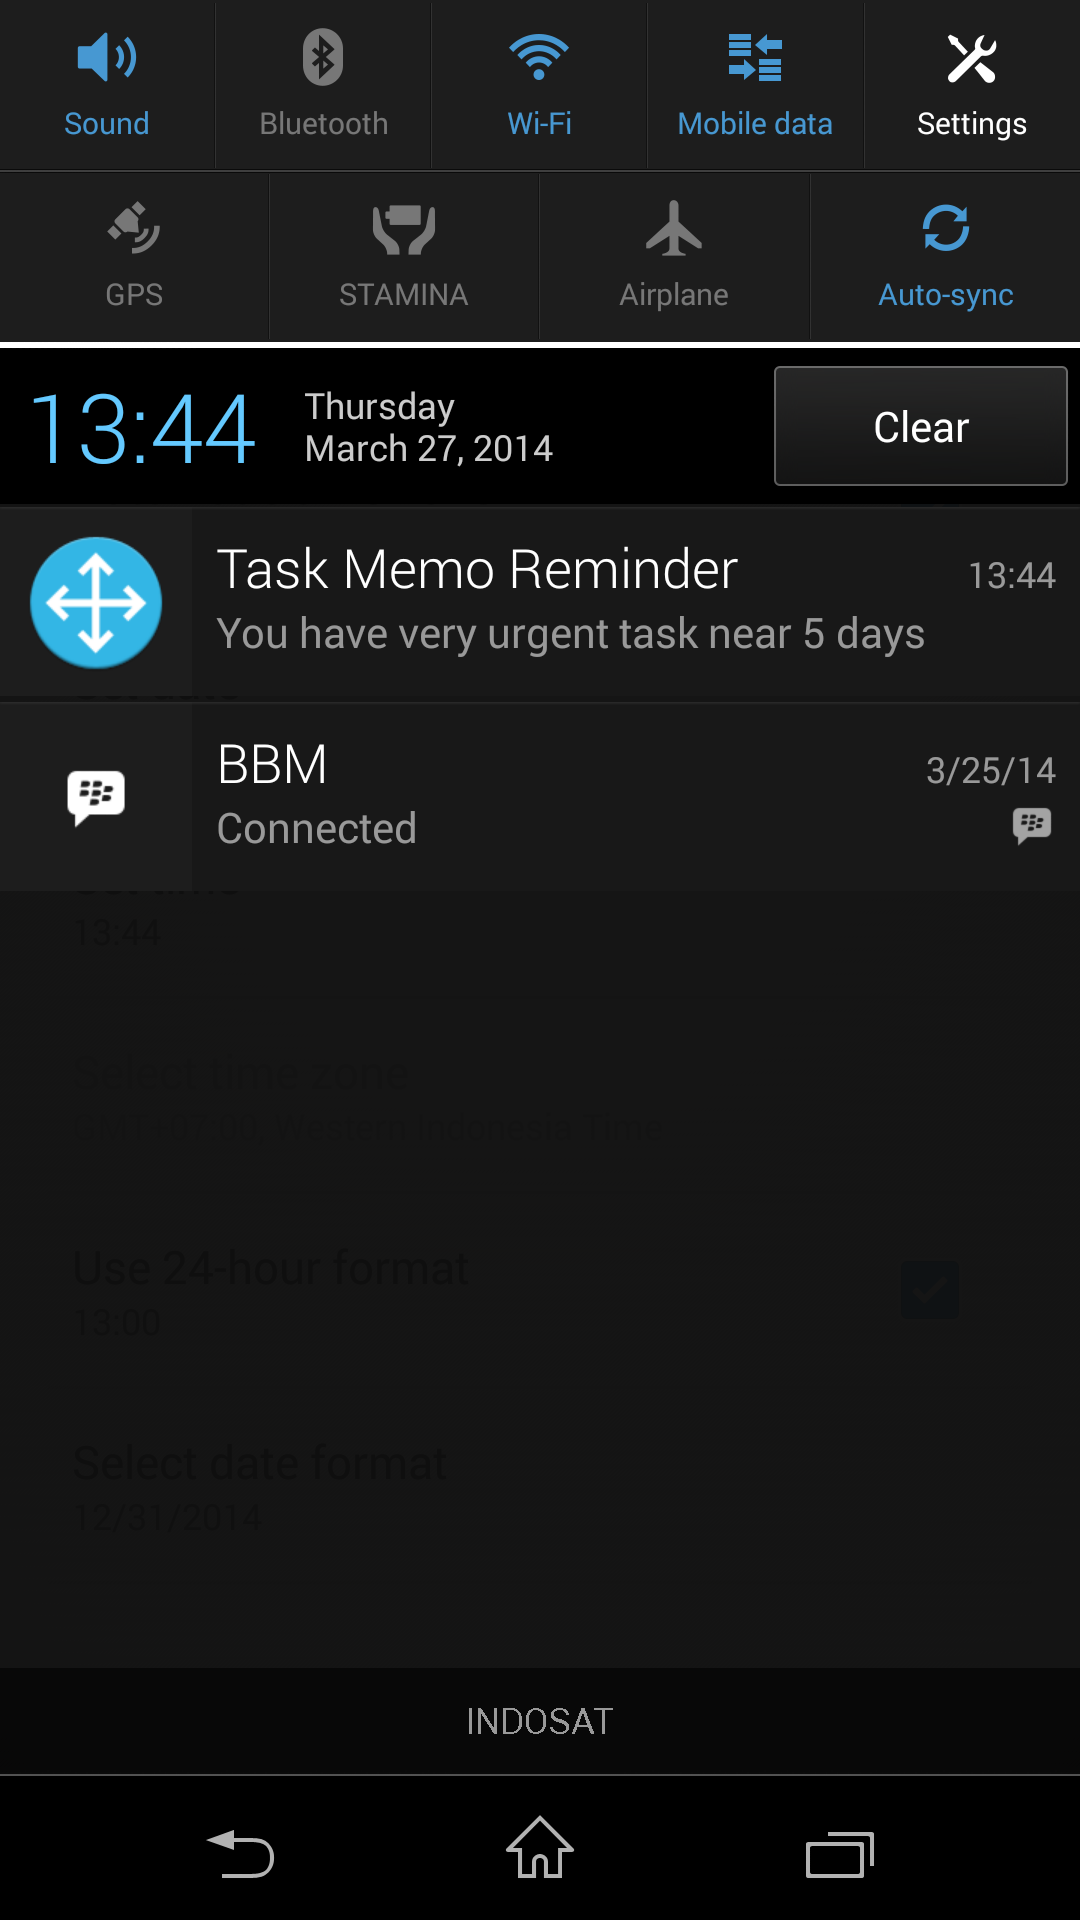 Sound Bluetooth Wi-Fi Mobile data Settings
GPS STAMINA Airplane Auto-sync
13:44
Thursday
March 27, 2014
Clear
Task Memo Reminder 13:44
You have very urgent task near 5 days
BBM 3/25/14
Connected
13:44
Select time zone
Western Indonesia Time
Use 24-hour format
13:00
Select date format
12/31/2014
INDOSAT